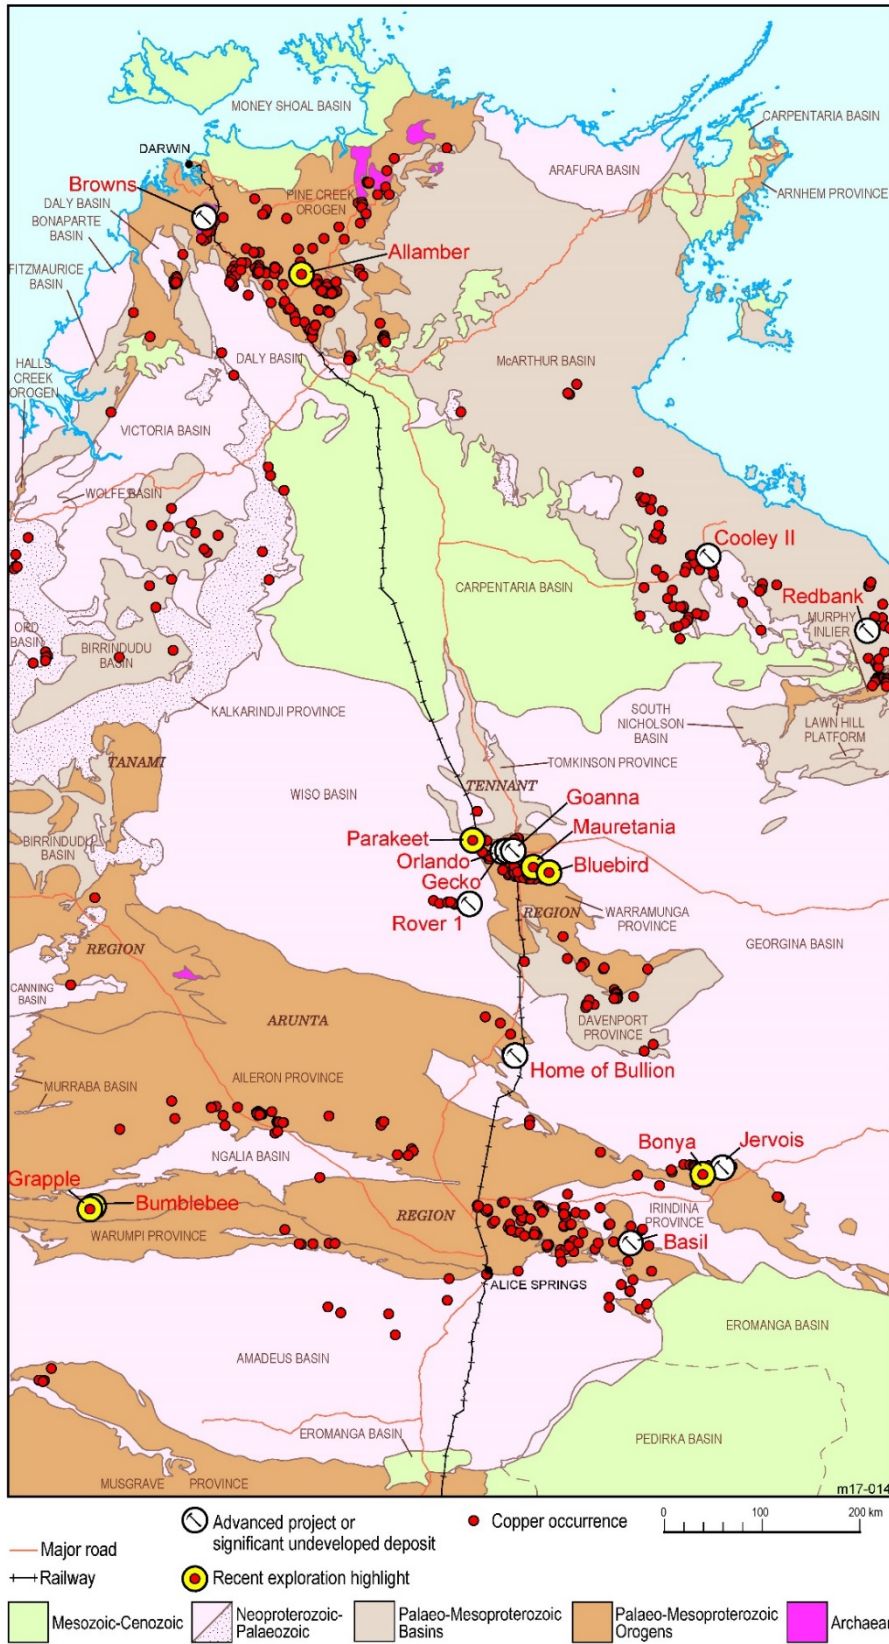 MONEY SHOAL BASIN
CARPENTARIA BASIN
DARWIN
ARAFURA BASIN
Browns
PINE CREEK
OROGEN
ARNHEM PROVINCE
DALY BASIN
BONAPARTE
BASIN
Allamber
FITZMAURICE
BASIN
HALLS
CREEK
OROGEN
DALY BASIN
McARTHUR BASIN
VICTORIA BASIN
WOLFE BASIN
Cooley II
CARPENTARIA BASIN
Redbank
MURPHY
INLIER
ORD
BASIN
BIRRINDUDU
BASIN
KALKARINDJI PROVINCE
SOUTH
NICHOLSON
BASIN
LAWN HILL
PLATFORM
TANAMI
TOMKINSON PROVINCE
WISO BASIN
TENNANT
Goanna
Parakeet
Mauretania
BIRRINDUDU
BASIN
Orlando
Gecko
Bluebird
Rover 1
REGION
WARRAMUNGA
PROVINCE
REGION
GEORGINA BASIN
CANNING
BASIN
ARUNTA
DAVENPORT
PROVINCE
Home of Bullion
AILERON PROVINCE
MURRABA BASIN
NGALIA BASIN
Bonya
Jervois
Grapple
Bumblebee
REGION
IRINDINA
PROVINCE
WARUMPI PROVINCE
Basil
ALICE SPRINGS
EROMANGA BASIN
AMADEUS BASIN
EROMANGA BASIN
PEDIRKA BASIN
MUSGRAVE PROVINCE
m17-014
Advanced project or
significant undeveloped deposit
Copper occurrence
0 100 200 km
Major road
Railway
Recent exploration highlight
Mesozoic-Cenozoic
Neoproterozoic-
Palaeozoic
Palaeo-Mesoproterozoic
Basins
Palaeo-Mesoproterozoic
Orogens
Archaean